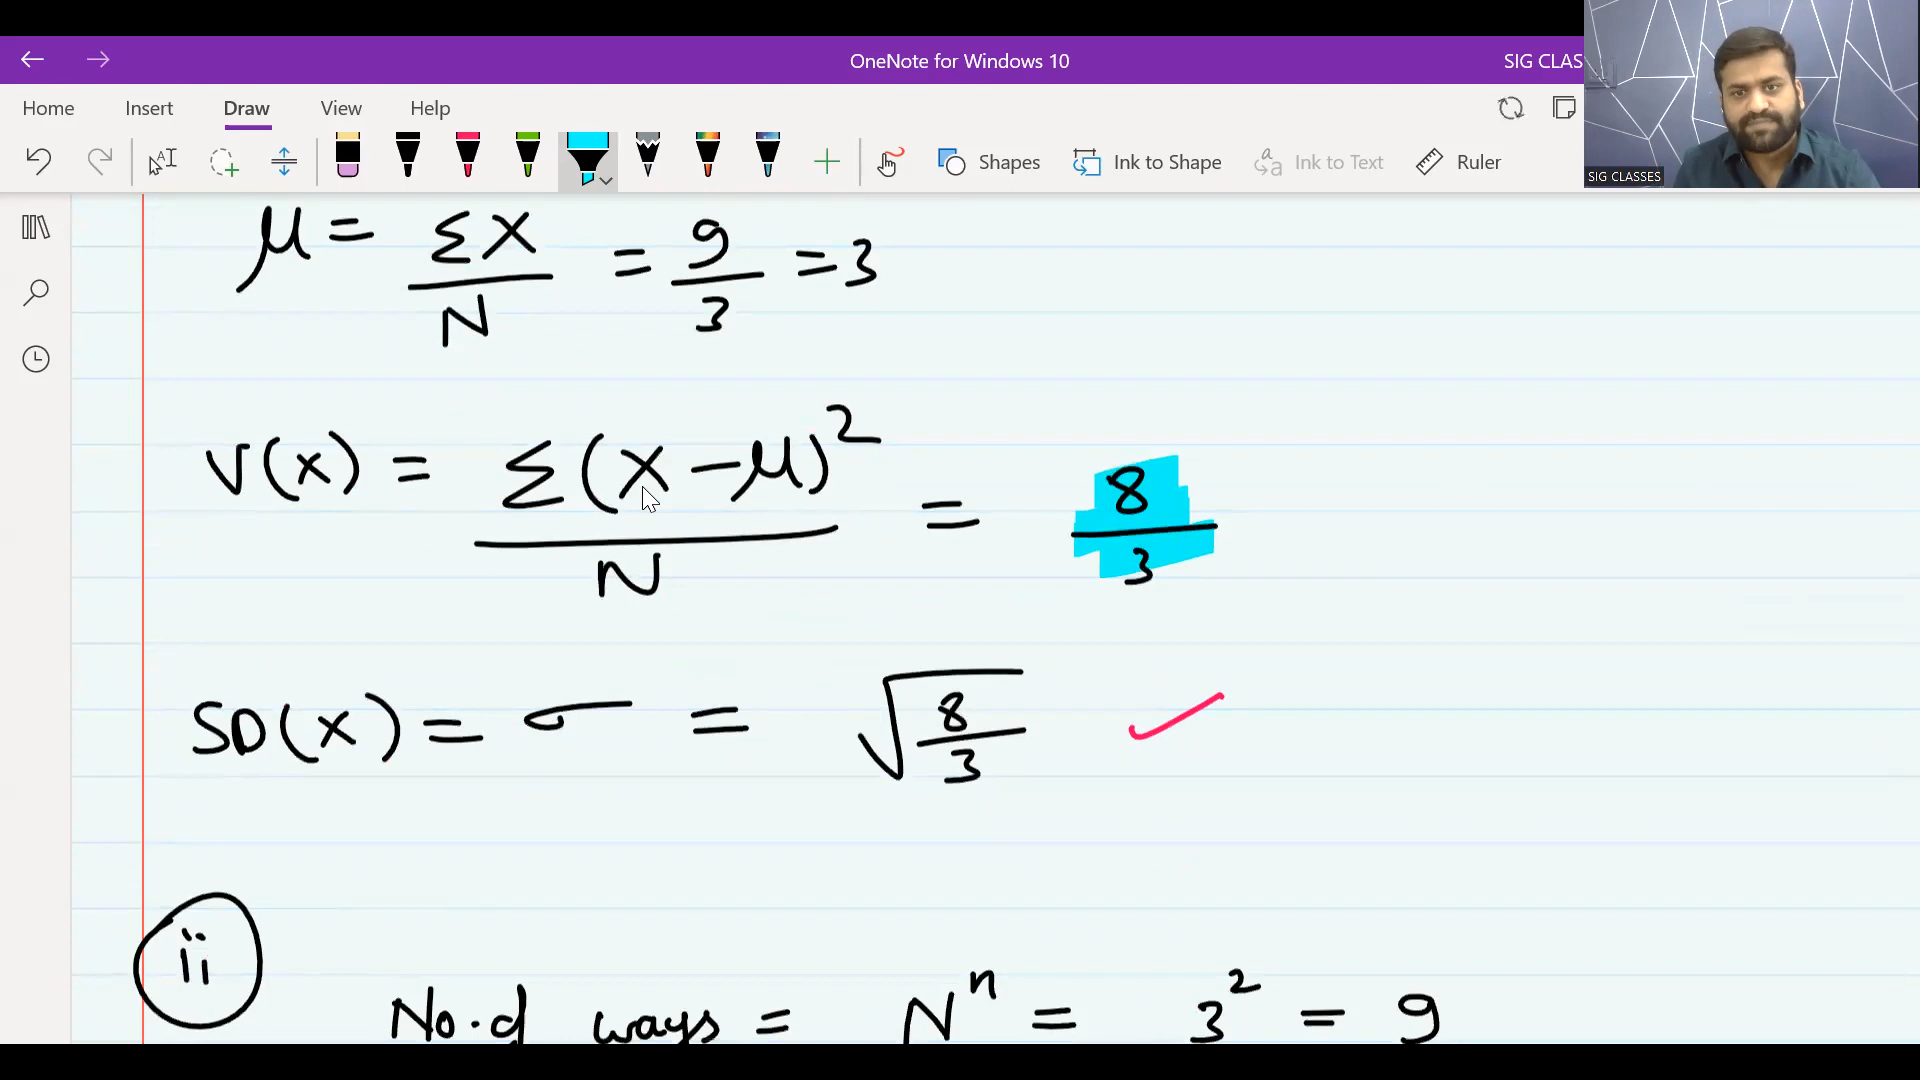 OneNote for Windows 10
SIG CLAS
Home Insert Draw View Help
Shapes Ink to Shape Ink to Text Ruler
SIG CLASSES
μ = ΣX / N = 9 / 3 = 3
V(x) = Σ(X - μ)² / N = 8 / 3
SD(x) = σ = √(8 / 3) ✓
ii
No. of ways = Nⁿ = 3² = 9